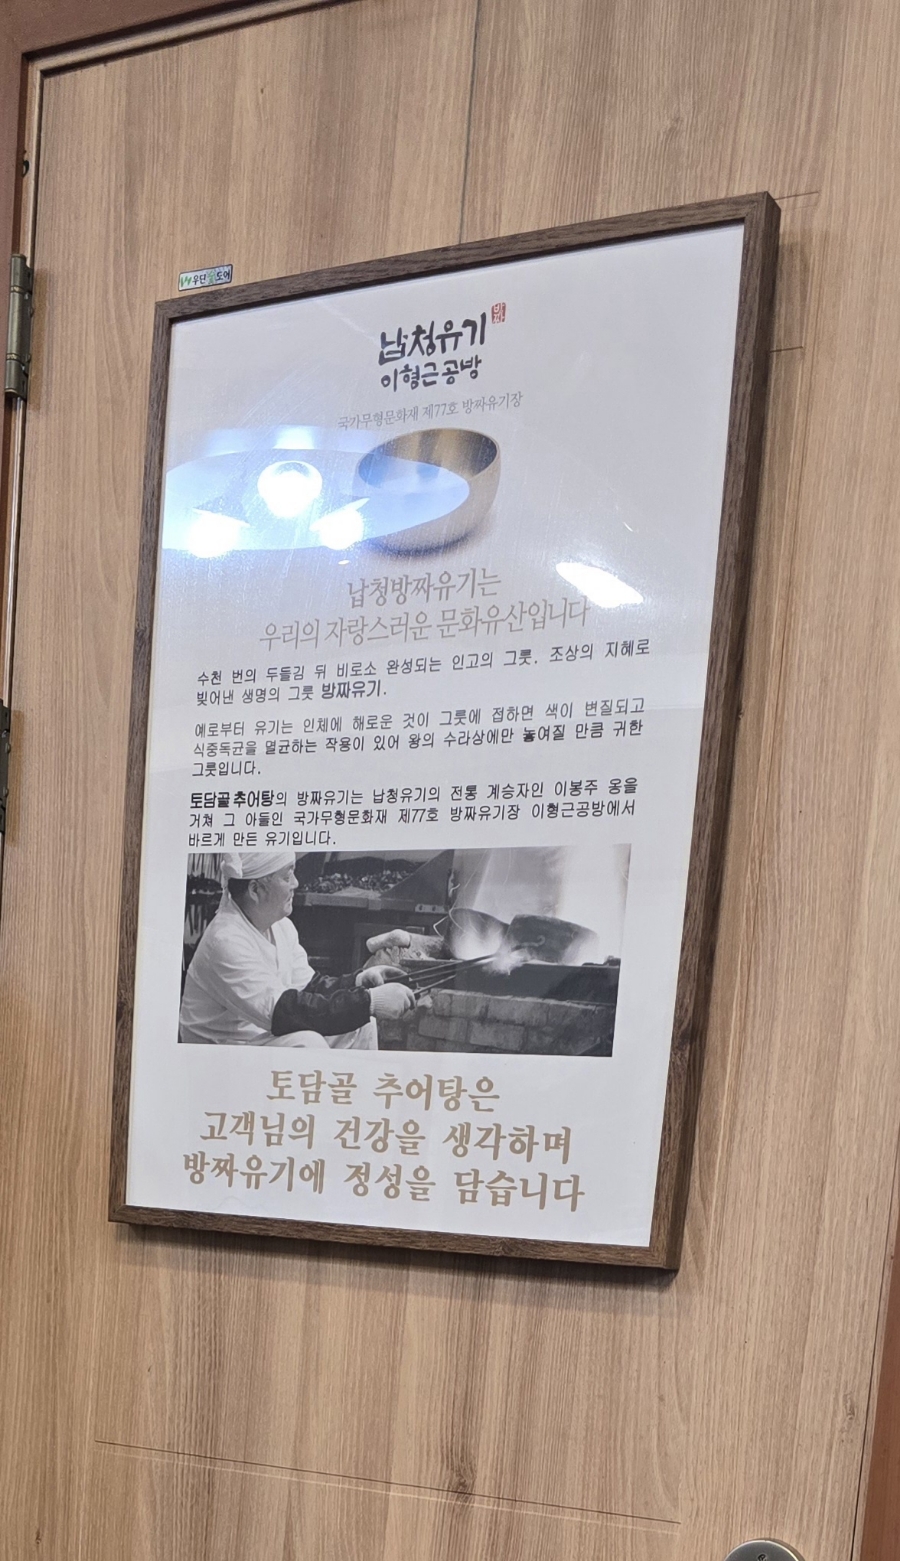 우딘숲도어
납청유기
방짜
이형근공방
국가무형문화재 제77호 방짜유기장
납청방짜유기는
우리의 자랑스러운 문화유산입니다
수천 번의 두들김 뒤 비로소 완성되는 인고의 그릇. 조상의 지혜로
빚어낸 생명의 그릇 방짜유기.
예로부터 유기는 인체에 해로운 것이 그릇에 접하면 색이 변질되고
식중독균을 멸균하는 작용이 있어 왕의 수라상에만 놓여질 만큼 귀한
그릇입니다.
토담골 추어탕의 방짜유기는 납청유기의 전통 계승자인 이봉주 옹을
거쳐 그 아들인 국가무형문화재 제77호 방짜유기장 이형근공방에서
바르게 만든 유기입니다.
토담골 추어탕은
고객님의 건강을 생각하며
방짜유기에 정성을 담습니다